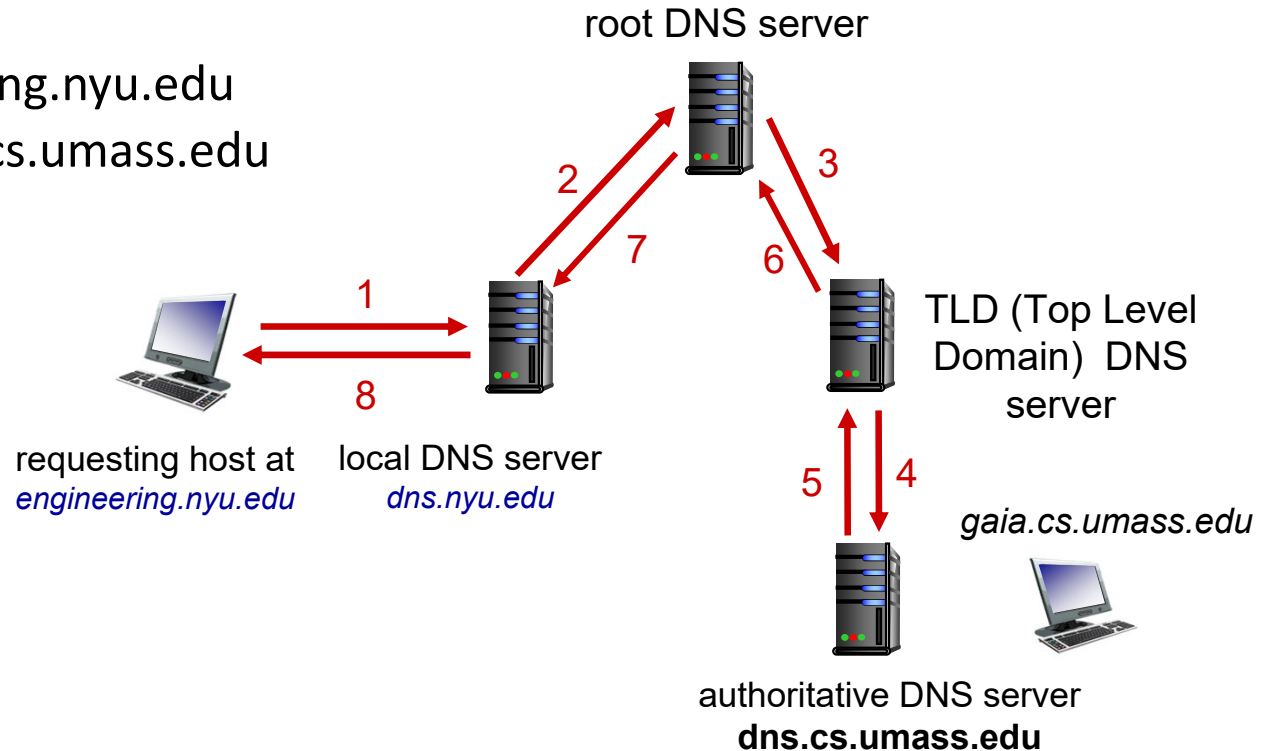 root DNS server
ng.nyu.edu
cs.umass.edu
2
3
7
6
1
8
TLD (Top Level
Domain) DNS
server
requesting host at
engineering.nyu.edu
local DNS server
dns.nyu.edu
5
4
gaia.cs.umass.edu
authoritative DNS server
dns.cs.umass.edu